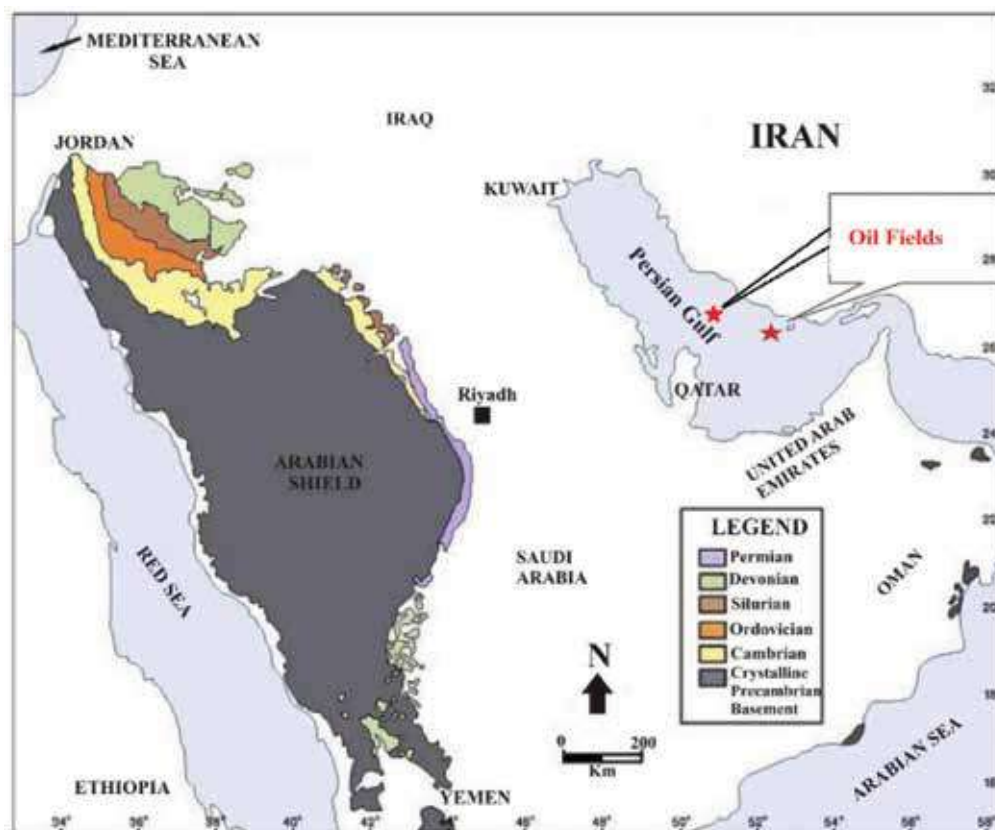 MEDITERRANEAN
SEA
IRAQ
IRAN
JORDAN
KUWAIT
Oil Fields
Persian Gulf
QATAR
Riyadh
UNITED ARAB
EMIRATES
ARABIAN
SHIELD
RED SEA
SAUDI
ARABIA
OMAN
LEGEND
Permian
Devonian
Silurian
Ordovician
Cambrian
Crystalline
Precambrian
Basement
N
0 200
Km
ETHIOPIA
YEMEN
ARABIAN SEA
34° 36° 38° 40° 42° 44° 46° 48° 50° 52° 54° 56° 58°